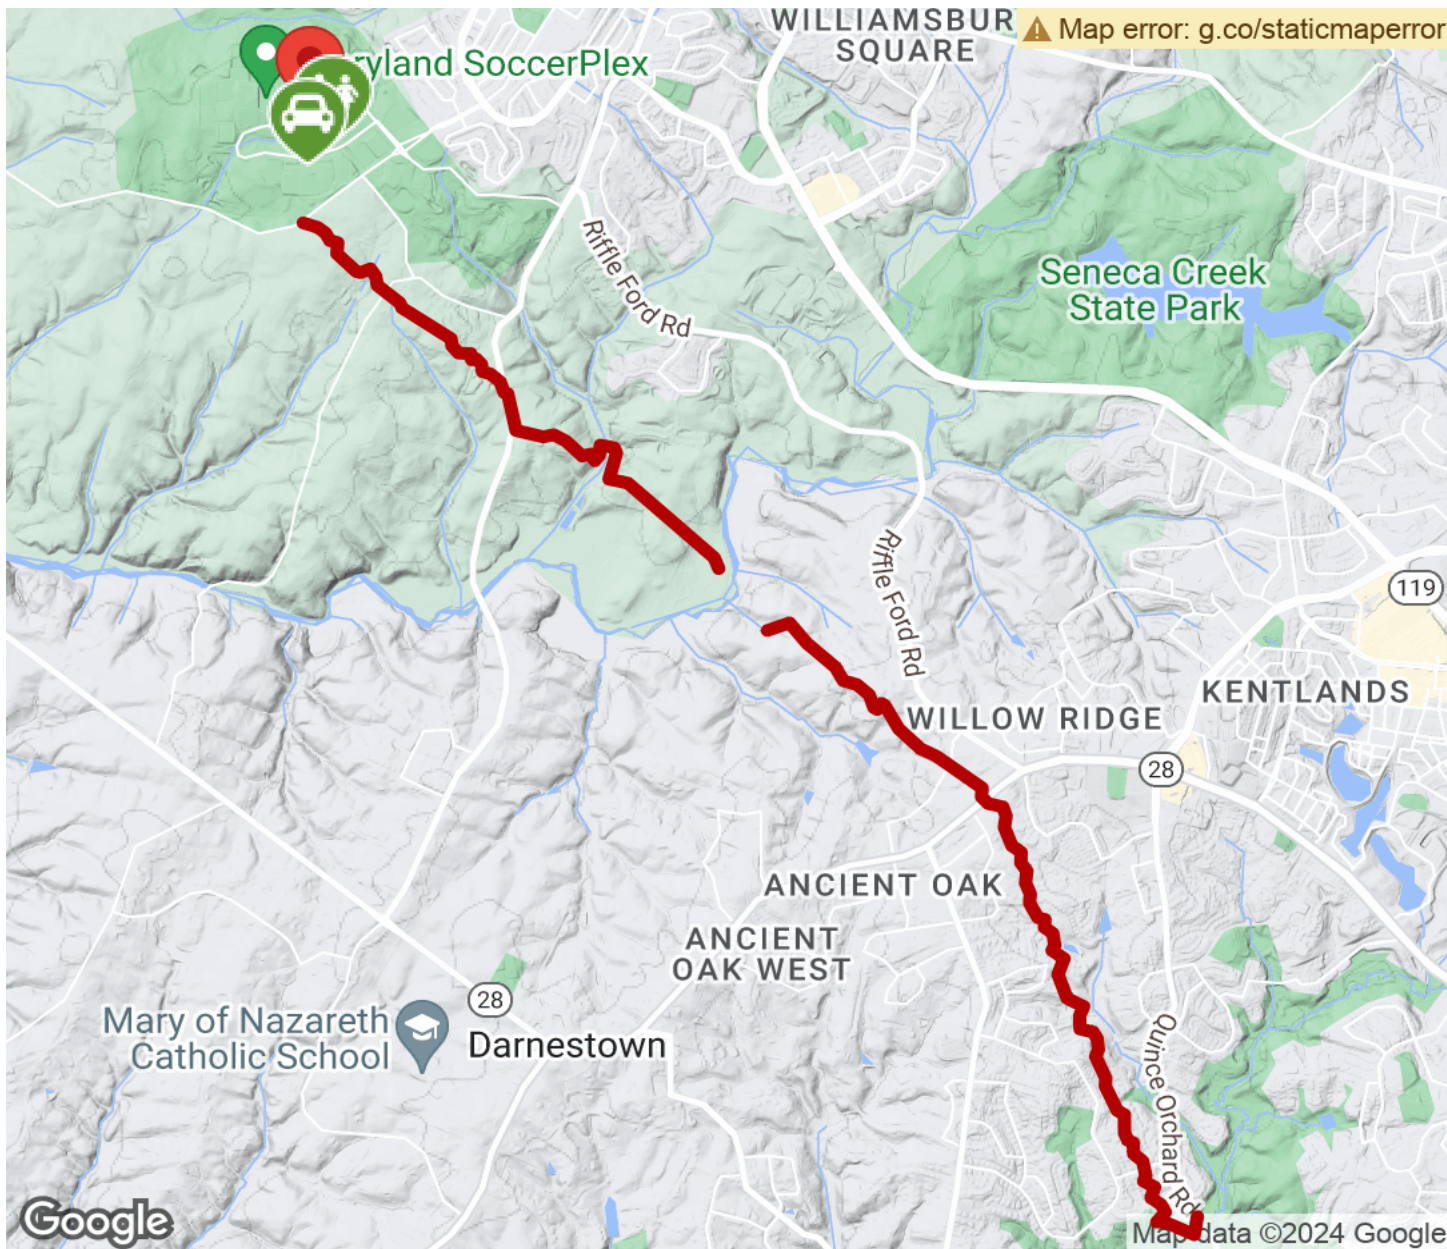 WILLIAMSBUR
SQUARE
Map error: g.co/staticmaperror
ryland SoccerPlex
Riffle Ford Rd
Seneca Creek
State Park
Riffle Ford Rd
119
KENTLANDS
WILLOW RIDGE
28
ANCIENT OAK
ANCIENT
OAK WEST
28
Mary of Nazareth
Catholic School
Darnestown
Quince Orchard Rd
Google
Map data ©2024 Google